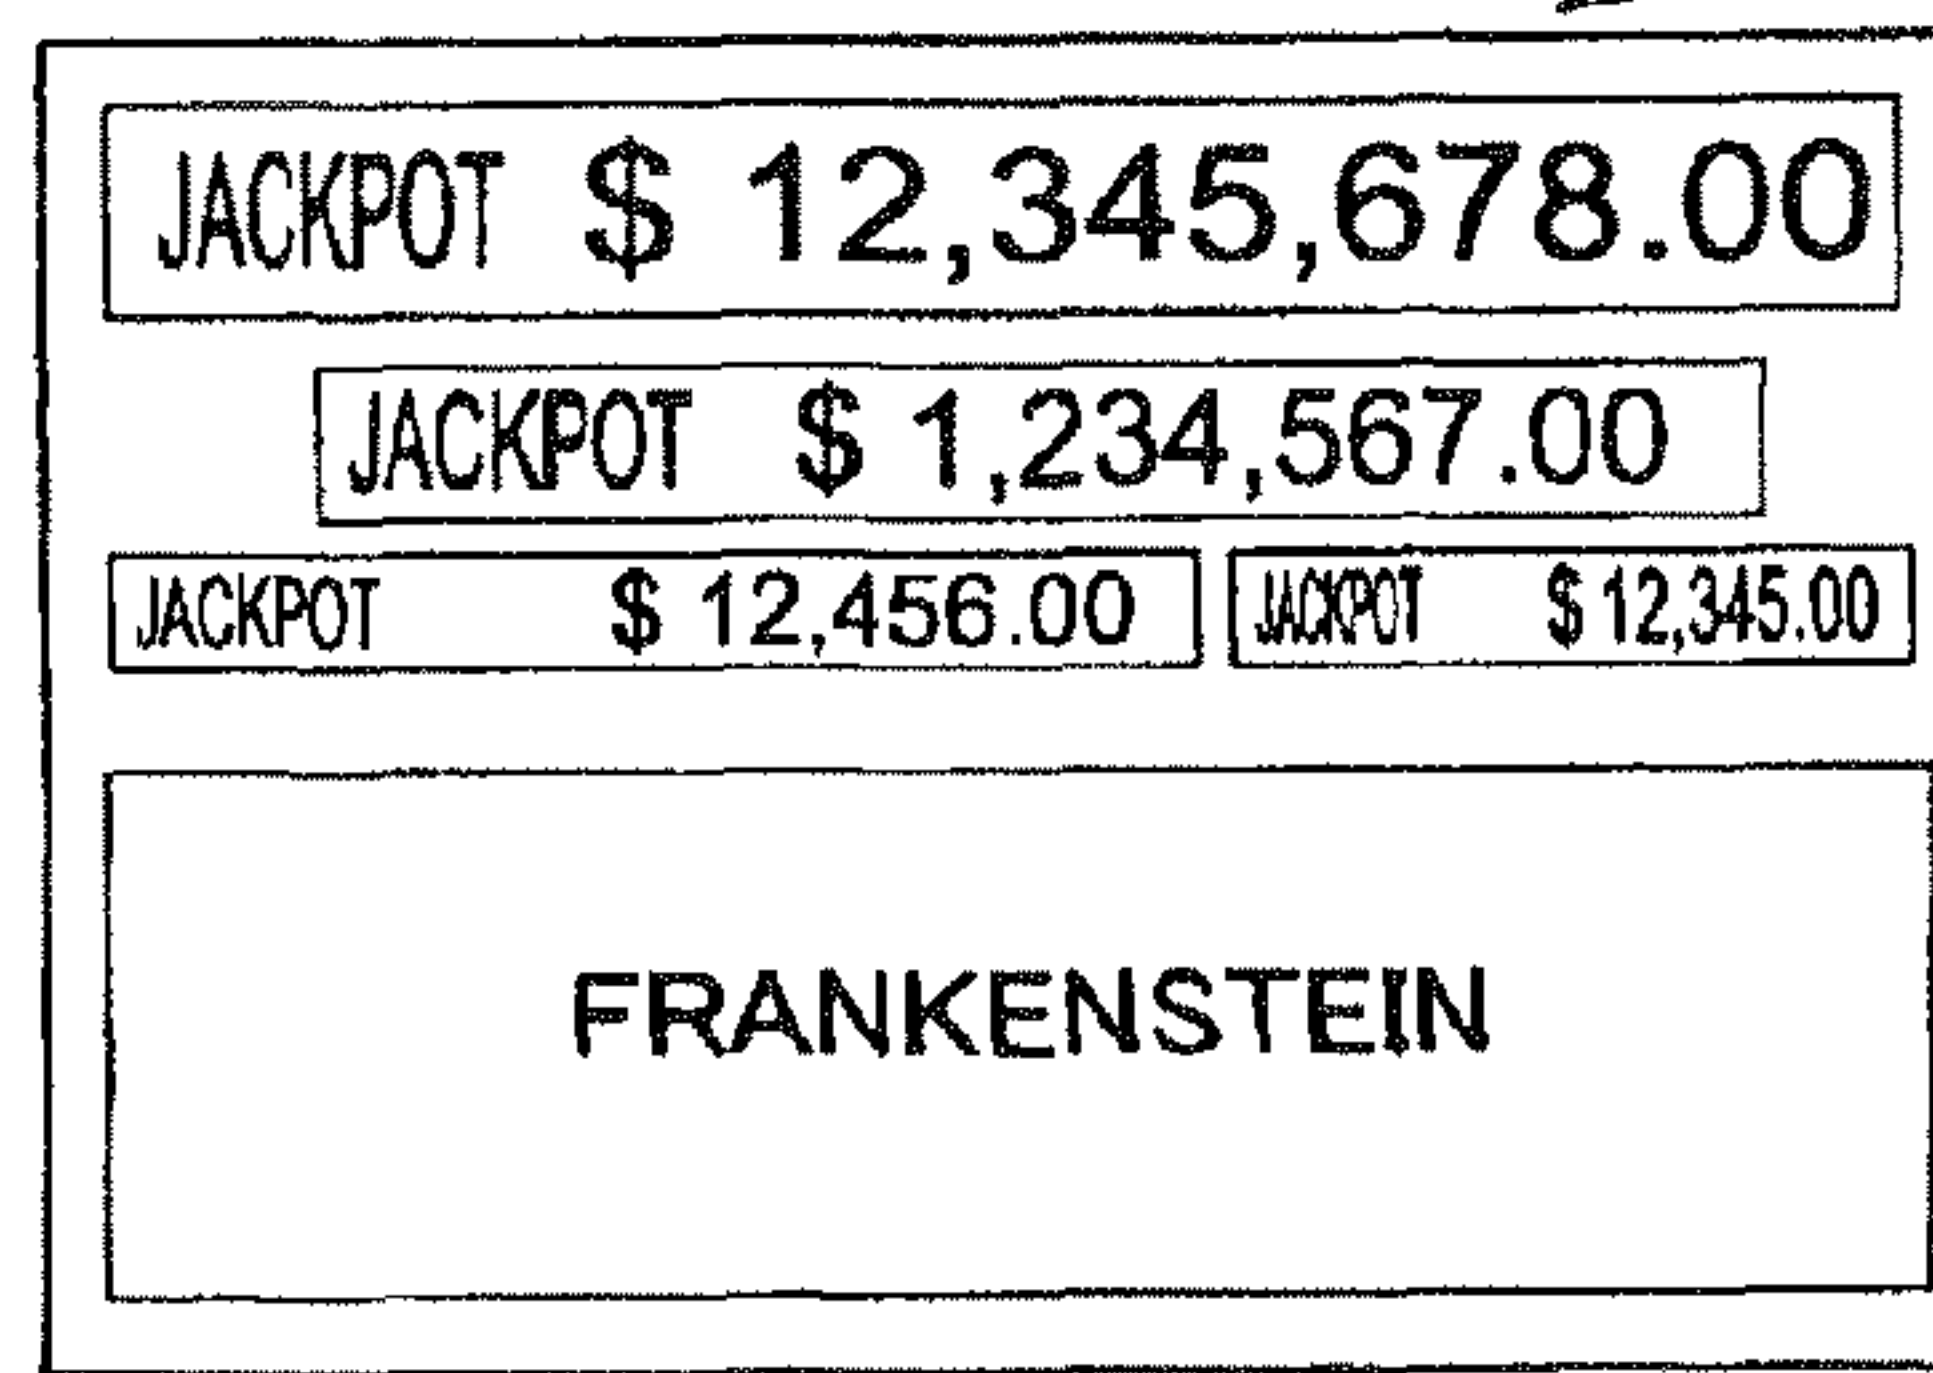 JACKPOT $ 12,345,678.00
JACKPOT $ 1,234,567.00
JACKPOT $ 12,456.00 JACKPOT $ 12,345.00
FRANKENSTEIN